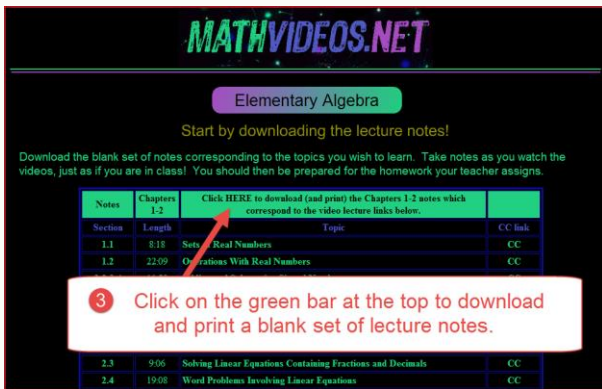 MATHVIDEOS.NET
Elementary Algebra
Start by downloading the lecture notes!
Download the blank set of notes corresponding to the topics you wish to learn. Take notes as you watch the
videos, just as if you are in class! You should then be prepared for the homework your teacher assigns.
Notes Chapters 1-2 Click HERE to download (and print) the Chapters 1-2 notes which
correspond to the video lecture links below.
Section Length Topic CC link
1.1 8:18 Sets Real Numbers CC
1.2 22:09 With Real Numbers CC
3 Click on the green bar at the top to download
and print a blank set of lecture notes.
2.3 9:06 Solving Linear Equations Containing Fractions and Decimals CC
2.4 19:08 Word Problems Involving Linear Equations CC